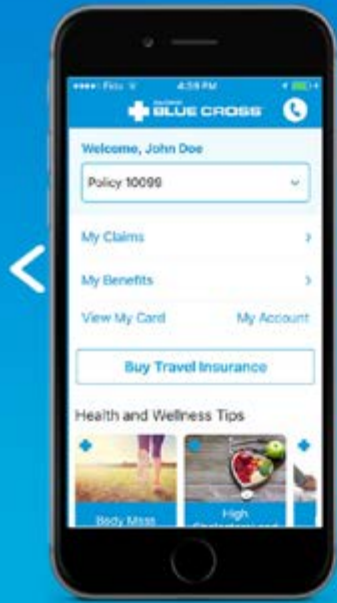 4:39 PM
BLUE CROSS
Welcome, John Doe
Policy 10099
My Claims
My Benefits
View My Card My Account
Buy Travel Insurance
Health and Wellness Tips
Body Mass High